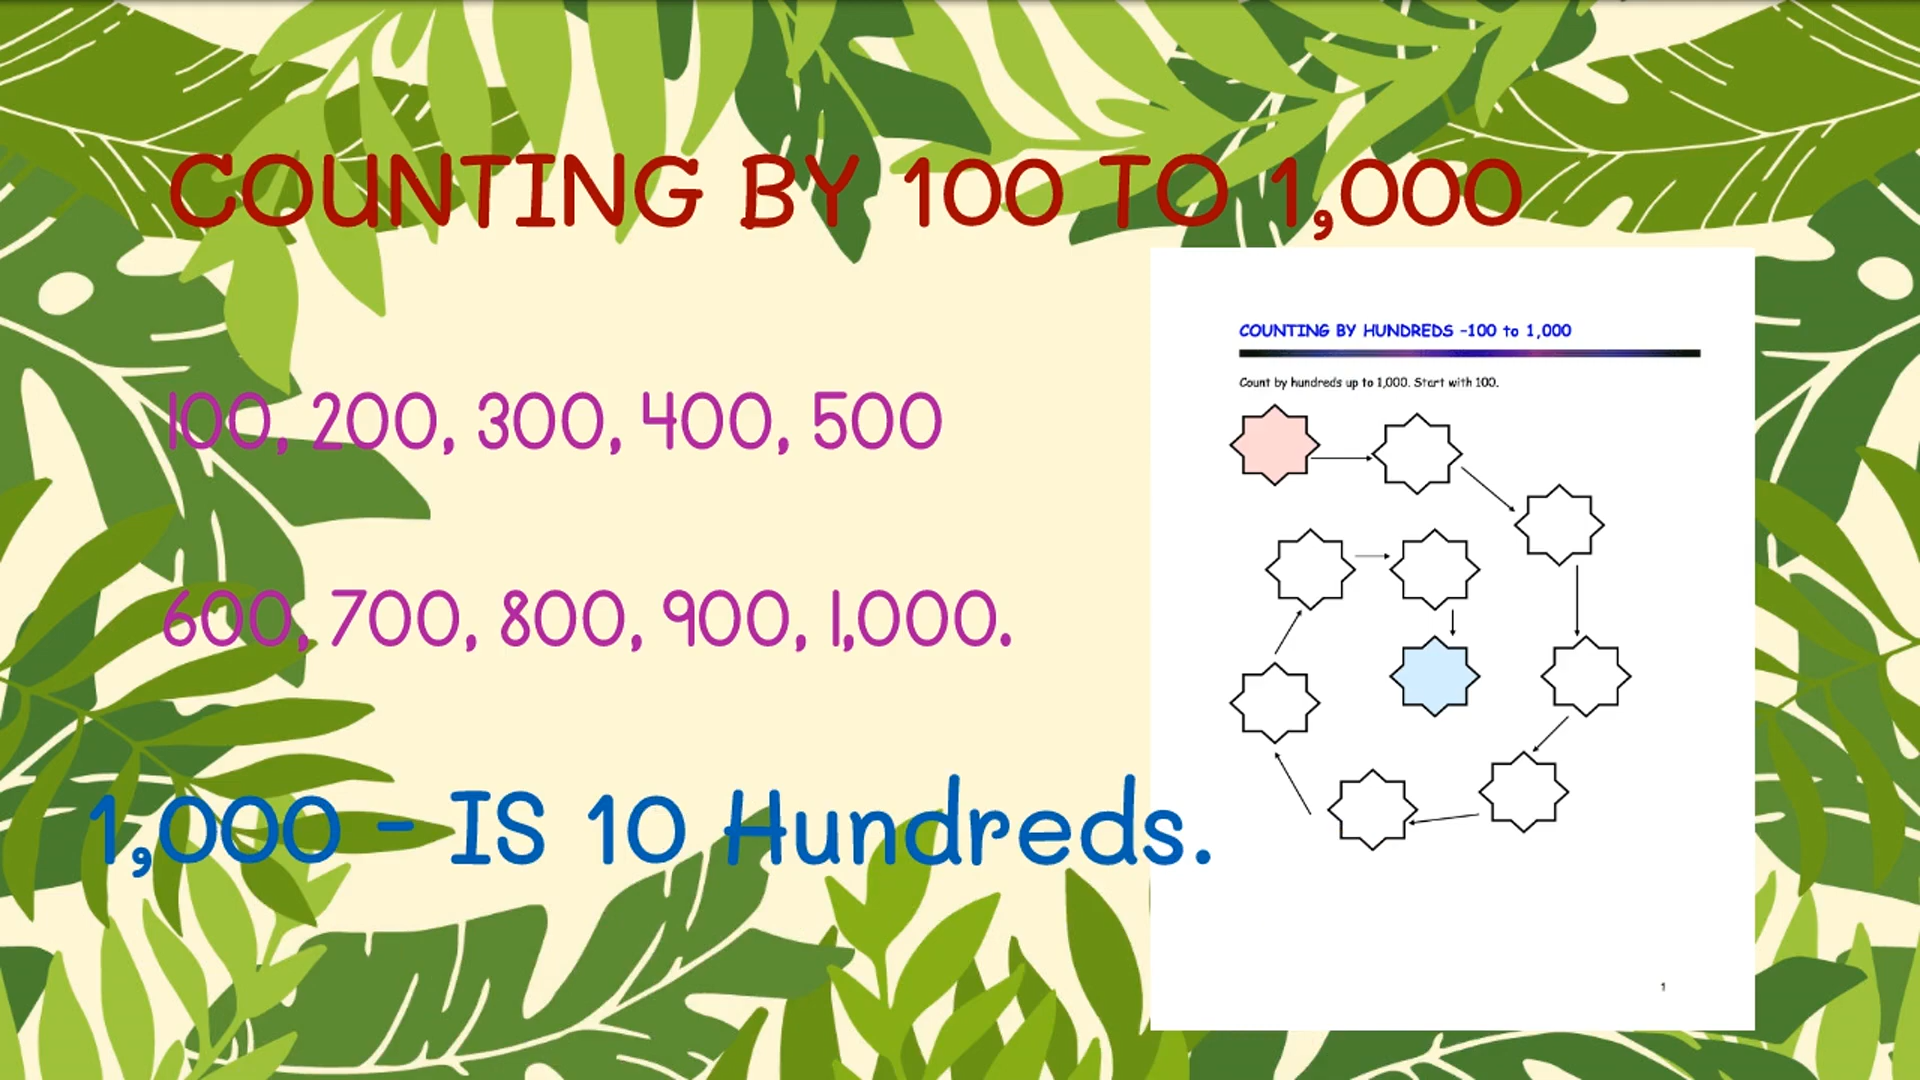 COUNTING BY 100 TO 1,000
100, 200, 300, 400, 500
600, 700, 800, 900, 1,000.
1,000 - IS 10 Hundreds.
COUNTING BY HUNDREDS -100 to 1,000
Count by hundreds up to 1,000. Start with 100.
1